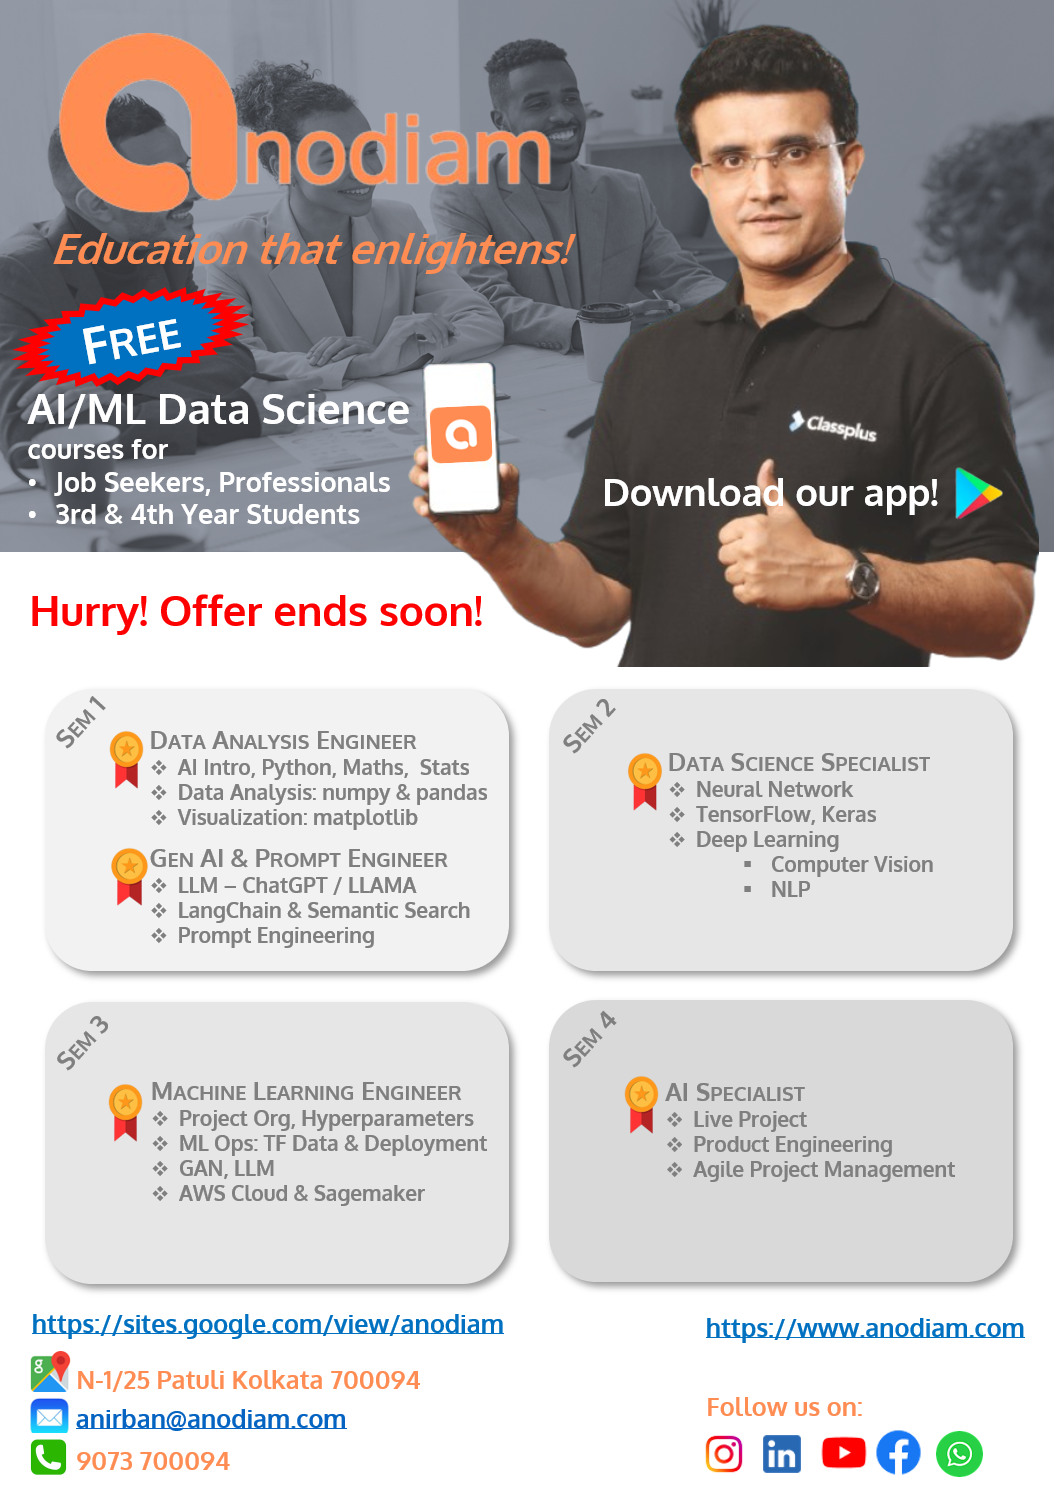 anodiam
Education that enlightens!
FREE
AI/ML Data Science
courses for
• Job Seekers, Professionals
• 3rd & 4th Year Students
a
Classplus
Download our app!
Hurry! Offer ends soon!
SEM 1
DATA ANALYSIS ENGINEER
❖ AI Intro, Python, Maths, Stats
❖ Data Analysis: numpy & pandas
❖ Visualization: matplotlib
GEN AI & PROMPT ENGINEER
❖ LLM – ChatGPT / LLAMA
❖ LangChain & Semantic Search
❖ Prompt Engineering
SEM 2
DATA SCIENCE SPECIALIST
❖ Neural Network
❖ TensorFlow, Keras
❖ Deep Learning
▪ Computer Vision
▪ NLP
SEM 3
MACHINE LEARNING ENGINEER
❖ Project Org, Hyperparameters
❖ ML Ops: TF Data & Deployment
❖ GAN, LLM
❖ AWS Cloud & Sagemaker
SEM 4
AI SPECIALIST
❖ Live Project
❖ Product Engineering
❖ Agile Project Management
https://sites.google.com/view/anodiam
N-1/25 Patuli Kolkata 700094
anirban@anodiam.com
9073 700094
https://www.anodiam.com
Follow us on: